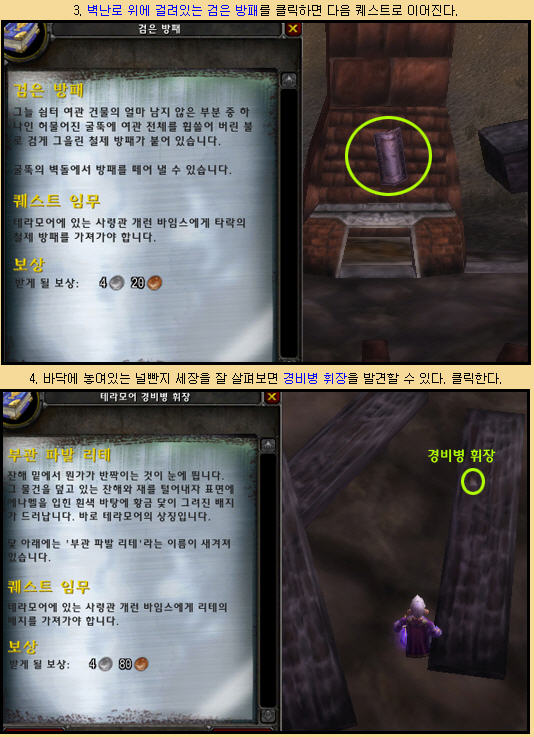 3. 벽난로 위에 걸려있는 검은 방패를 클릭하면 다음 퀘스트로 이어진다.
검은 방패
검은 방패
그늘 쉼터 여관 건물의 얼마 남지 않은 부분 중 하
나인 허물어진 굴뚝에 여관 전체를 휩쓸어 버린 불
로 검게 그을린 철제 방패가 붙어 있습니다.
굴뚝의 벽돌에서 방패를 떼어 낼 수 있습니다.
퀘스트 임무
테라모어에 있는 사령관 개런 바임스에게 타락의
철제 방패를 가져가야 합니다.
보상
받게 될 보상: 4 20
4. 바닥에 놓여있는 널빤지 세장을 잘 살펴보면 경비병 휘장을 발견할 수 있다. 클릭한다.
테라모어 경비병 휘장
부관 파발 리테
잔해 밑에서 뭔가가 반짝이는 것이 눈에 띕니다.
그 물건을 덮고 있는 잔해와 재를 털어내자 표면에
에나멜을 입힌 흰색 바탕에 황금 닻이 그려진 배지
가 드러납니다. 바로 테라모어의 상징입니다.
닻 아래에는 '부관 파발 리테'라는 이름이 새겨져
있습니다.
퀘스트 임무
테라모어에 있는 사령관 개런 바임스에게 리테의
배지를 가져가야 합니다.
보상
받게 될 보상: 4 80
경비병 휘장